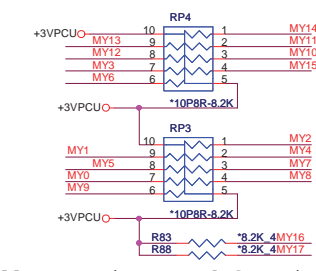 RP4
+3VPCU 10 1 MY14
MY13 9 2 MY11
MY12 8 3 MY10
MY3 7 4 MY15
MY6 6 5
+3VPCU *10P8R-8.2K
RP3
10 1 MY2
MY1 9 2 MY4
MY5 8 3 MY7
MY0 7 4 MY8
MY9 6 5
+3VPCU *10P8R-8.2K
R83 *8.2K_4 MY16
R88 *8.2K_4 MY17